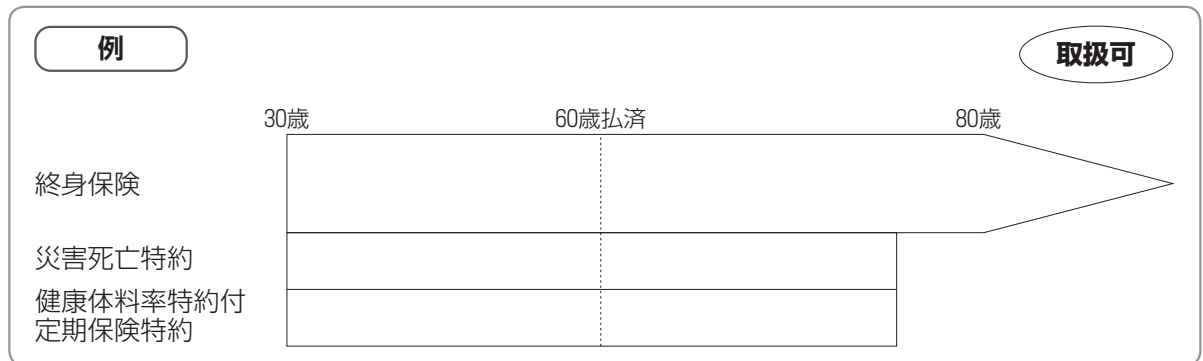 例
取扱可
30歳 60歳払済 80歳
終身保険
災害死亡特約
健康体料率特約付
定期保険特約